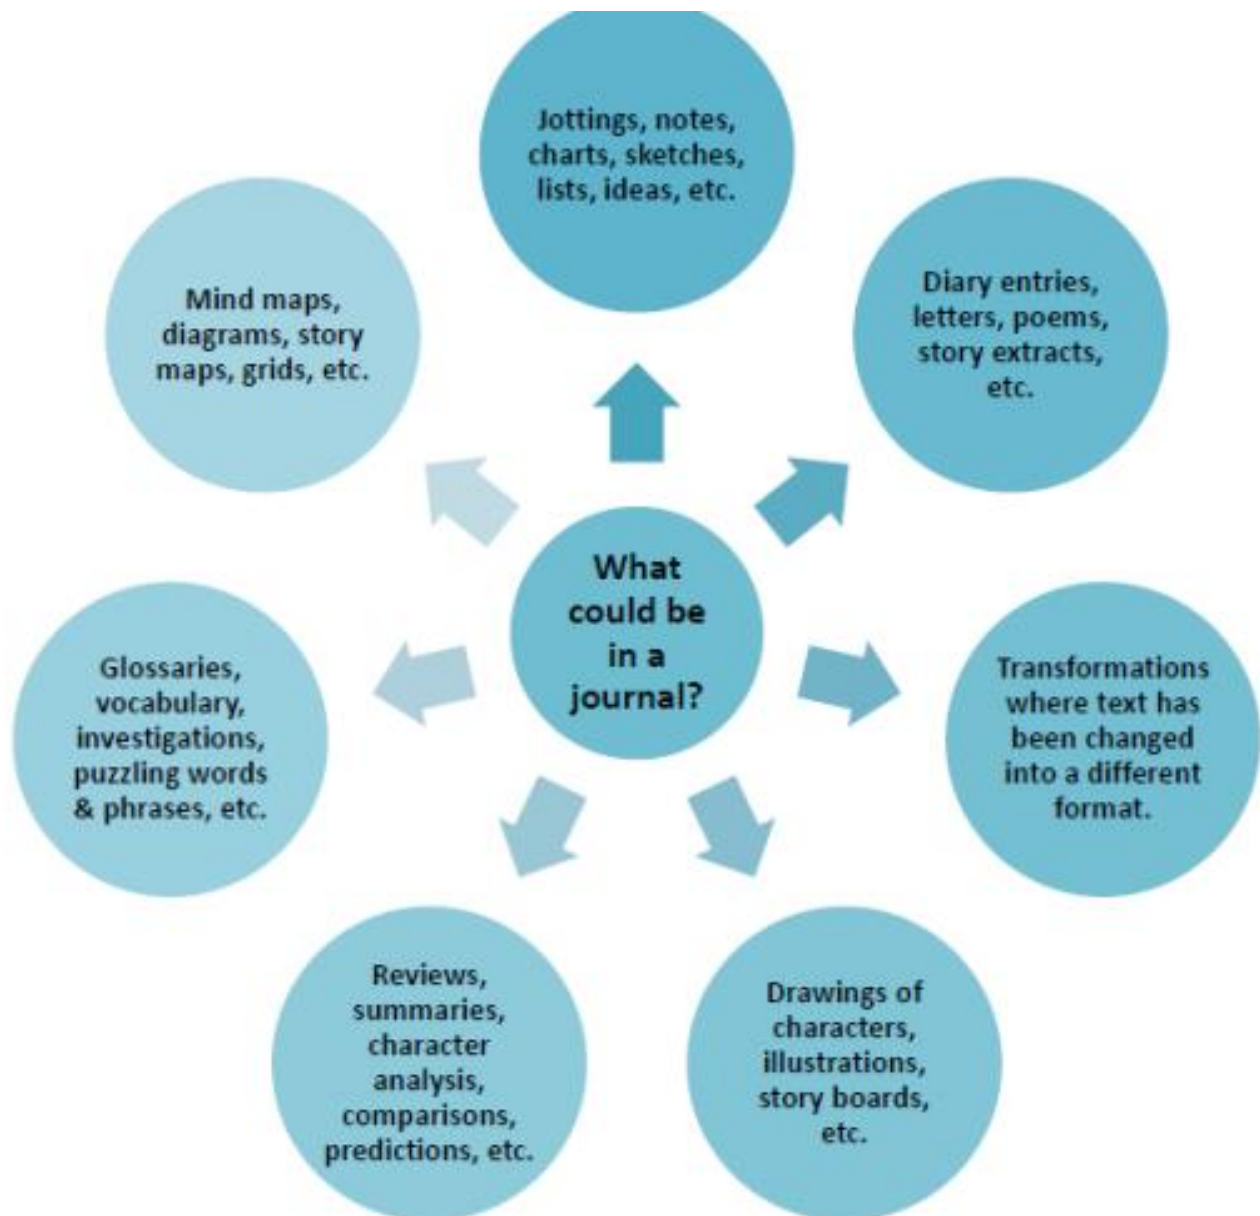 Jottings, notes,
charts, sketches,
lists, ideas, etc.
Diary entries,
letters, poems,
story extracts,
etc.
Transformations
where text has
been changed
into a different
format.
Drawings of
characters,
illustrations,
story boards,
etc.
Reviews,
summaries,
character
analysis,
comparisons,
predictions, etc.
Glossaries,
vocabulary,
investigations,
puzzling words
& phrases, etc.
Mind maps,
diagrams, story
maps, grids, etc.
What
could be
in a
journal?